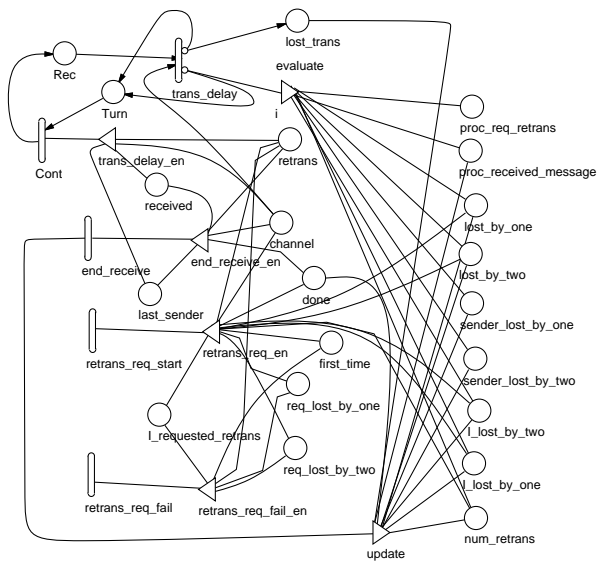 lost_trans
evaluate
Rec
trans_delay
i
Turn
proc_req_retrans
Cont
trans_delay_en
retrans
proc_received_message
received
lost_by_one
channel
end_receive
end_receive_en
lost_by_two
last_sender
done
sender_lost_by_one
retrans_req_start
retrans_req_en
first_time
sender_lost_by_two
req_lost_by_one
I_requested_retrans
I_lost_by_two
req_lost_by_two
I_lost_by_one
retrans_req_fail
retrans_req_fail_en
num_retrans
update